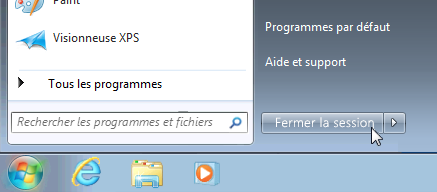 Paint
Visionneuse XPS
Tous les programmes
Rechercher les programmes et fichiers
Programmes par défaut
Aide et support
Fermer la session